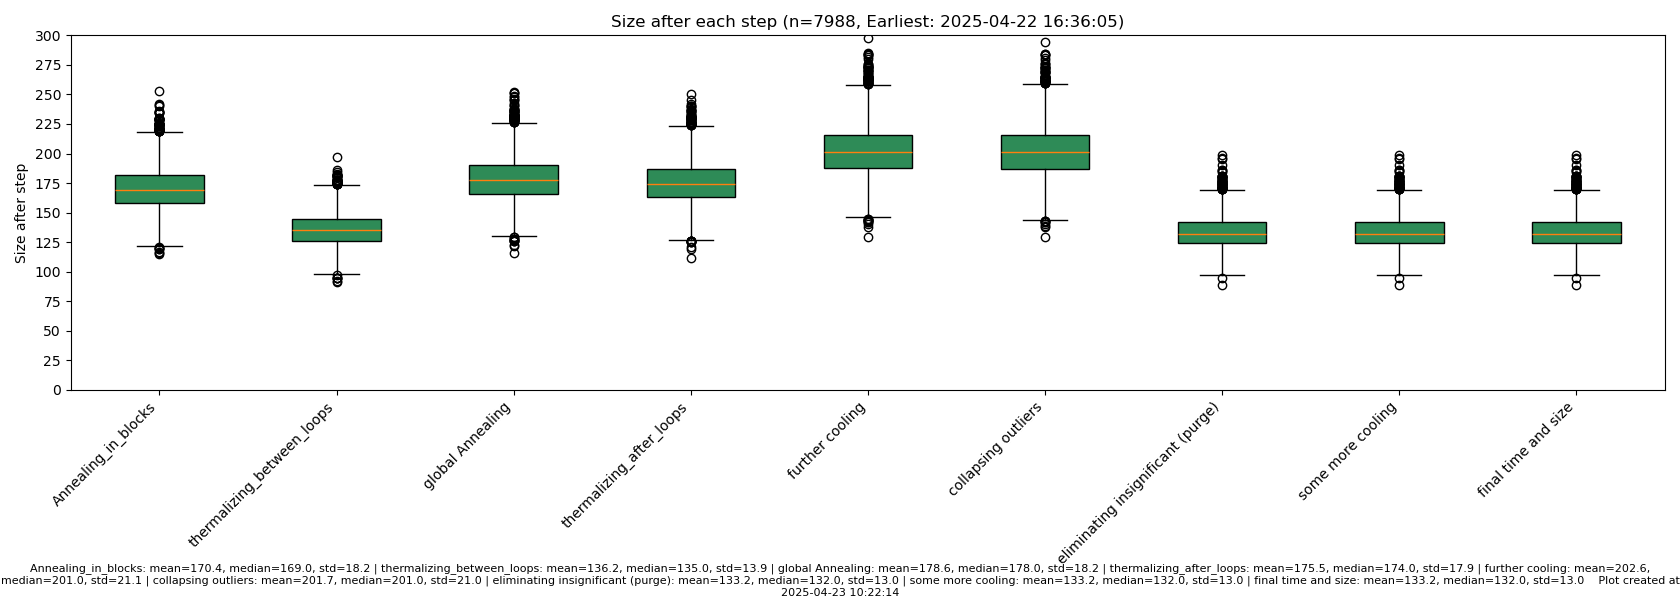 Size after each step (n=7988, Earliest: 2025-04-22 16:36:05)
Size after step
300
275
250
225
200
175
150
125
100
75
50
25
0
Annealing_in_blocks
thermalizing_between_loops
global Annealing
thermalizing_after_loops
further cooling
collapsing outliers
eliminating insignificant (purge)
some more cooling
final time and size
Annealing_in_blocks: mean=170.4, median=169.0, std=18.2 | thermalizing_between_loops: mean=136.2, median=135.0, std=13.9 | global Annealing: mean=178.6, median=178.0, std=18.2 | thermalizing_after_loops: mean=175.5, median=174.0, std=17.9 | further cooling: mean=202.6,
median=201.0, std=21.1 | collapsing outliers: mean=201.7, median=201.0, std=21.0 | eliminating insignificant (purge): mean=133.2, median=132.0, std=13.0 | some more cooling: mean=133.2, median=132.0, std=13.0 | final time and size: mean=133.2, median=132.0, std=13.0 Plot created at
2025-04-23 10:22:14